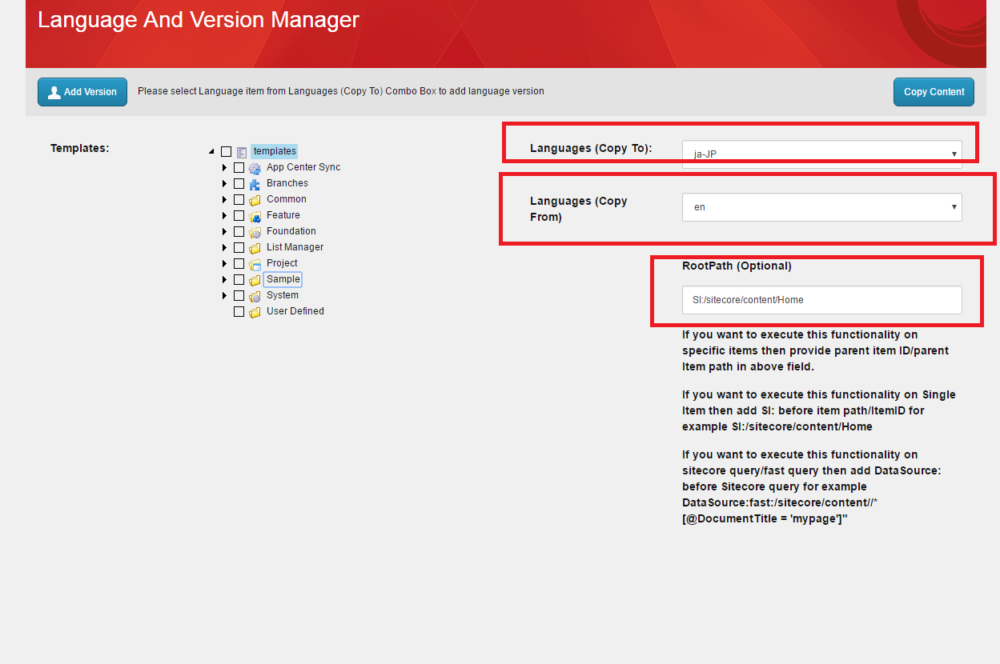 Language And Version Manager
Add Version
Please select Language item from Languages (Copy To) Combo Box to add language version
Copy Content
Templates:
templates
App Center Sync
Branches
Common
Feature
Foundation
List Manager
Project
Sample
System
User Defined
Languages (Copy To):
ja-JP
Languages (Copy
From)
en
RootPath (Optional)
SI:/sitecore/content/Home
If you want to execute this functionality on
specific items then provide parent item ID/parent
Item path in above field.
If you want to execute this functionality on Single
Item then add SI: before item path/ItemID for
example SI:/sitecore/content/Home
If you want to execute this functionality on
sitecore query/fast query then add DataSource:
before Sitecore query for example
DataSource:fast:/sitecore/content//*
[@DocumentTitle = 'mypage']"